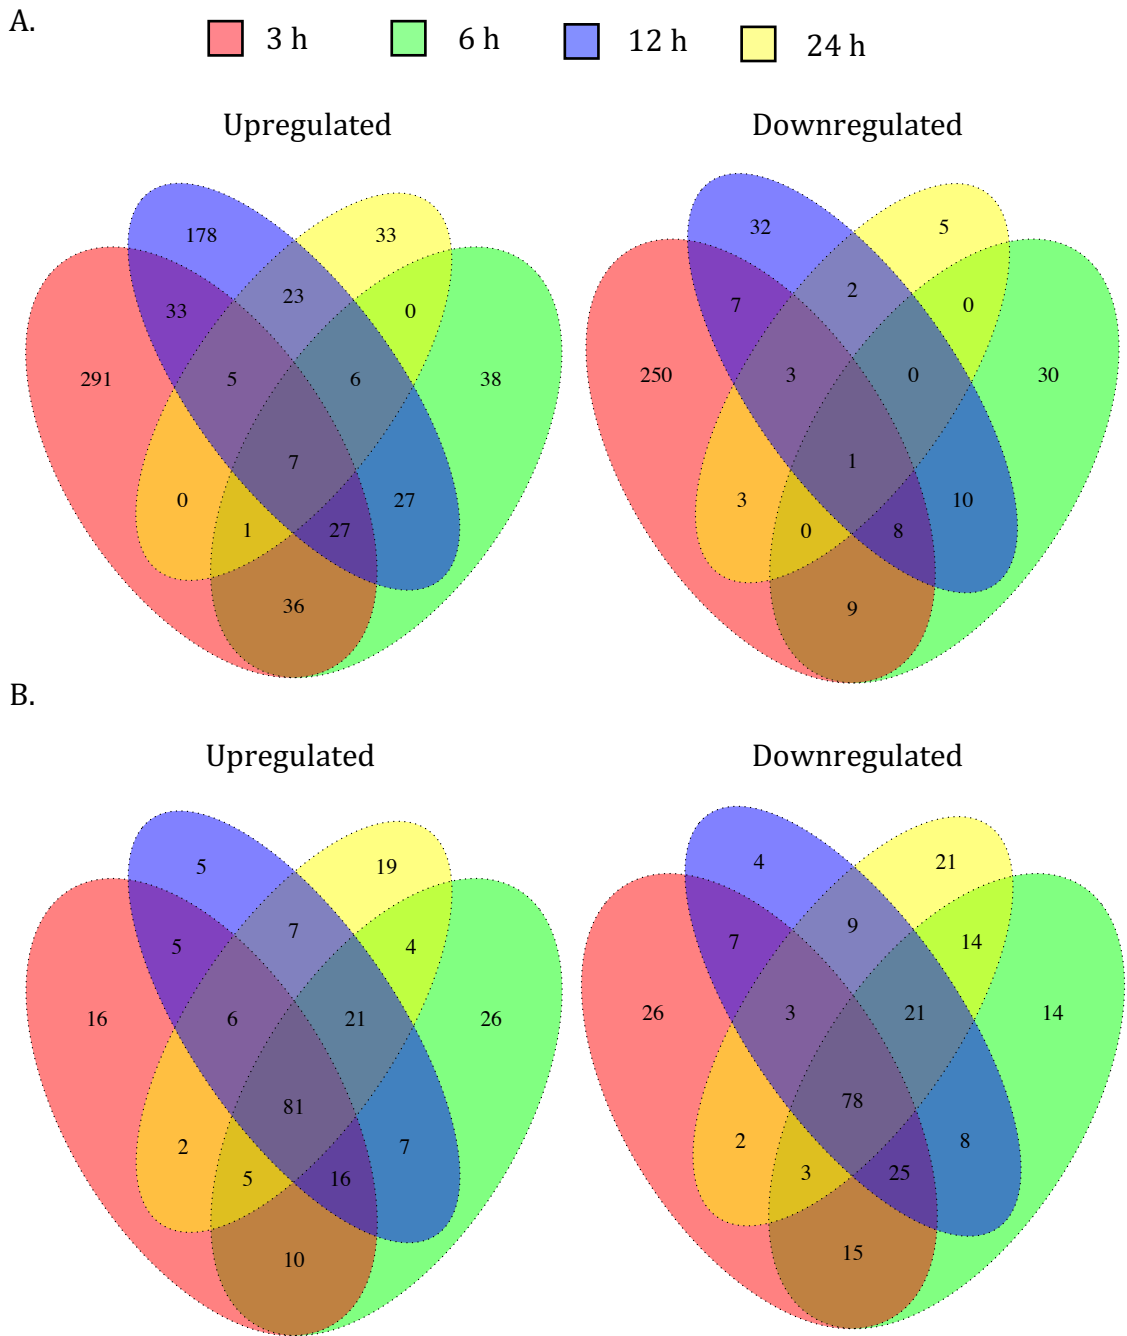 A.
3 h 6 h 12 h 24 h
Upregulated Downregulated
178 33 32 5
33 23 0 7 2 0
291 5 6 38 250 3 0 30
7 1
0 1 27 27 3 0 8 10
36 9
B.
Upregulated Downregulated
5 19 4 21
5 7 4 7 9 14
16 6 21 26 26 3 21 14
81 78
2 5 16 7 2 3 25 8
10 15